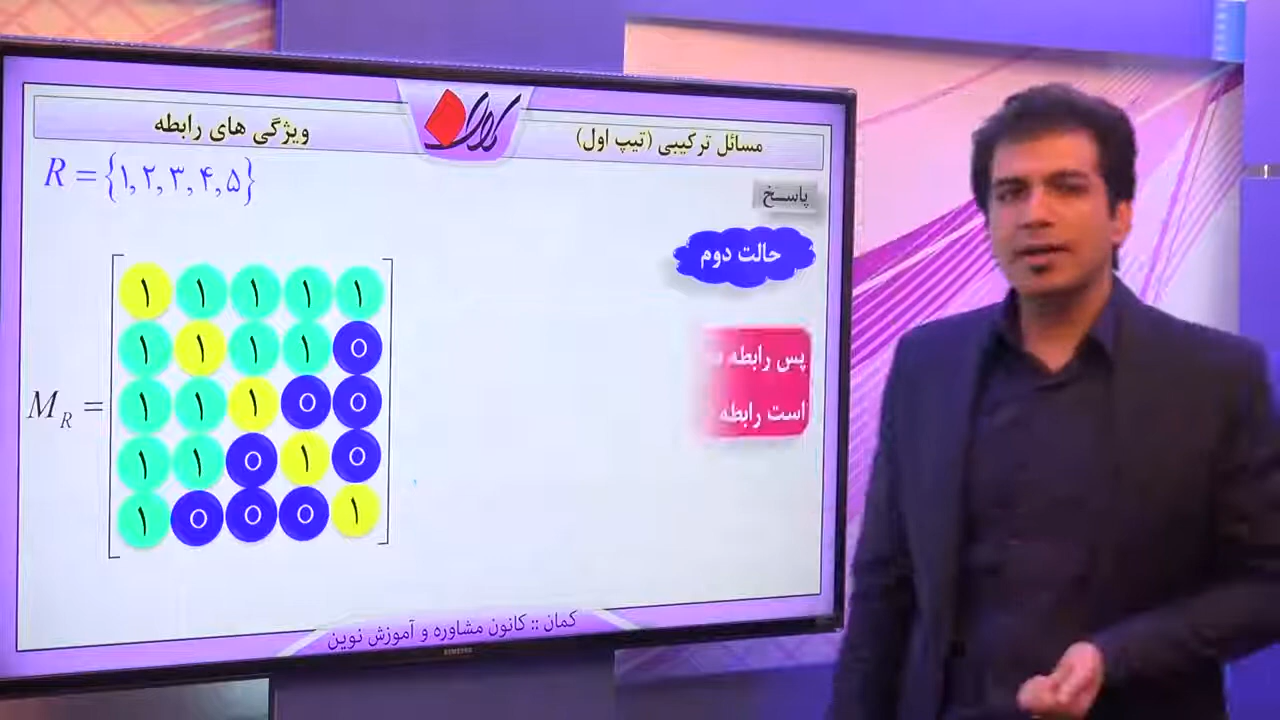 مسائل ترکیبی (تیپ اول)
ویژگی های رابطه
R = {۱,۲,۳,۴,۵}
پاسخ
حالت دوم
پس رابطه
است رابطه
M_R =
۱ ۱ ۱ ۱ ۱
۱ ۱ ۱ ۱ ۰
۱ ۱ ۱ ۰ ۰
۱ ۱ ۰ ۱ ۰
۱ ۰ ۰ ۰ ۱
کمان :: کانون مشاوره و آموزش نوین
SAMSUNG